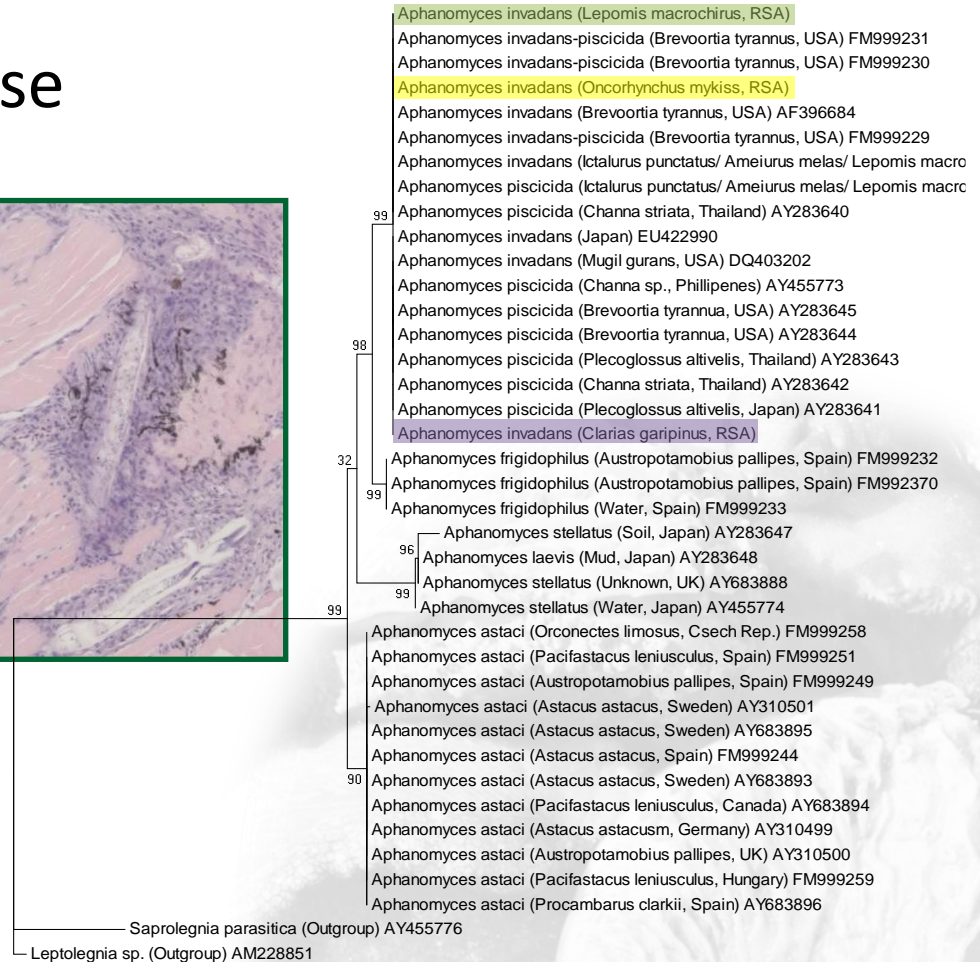 se
Aphanomyces invadans (Lepomis macrochirus, RSA)
Aphanomyces invadans-piscicida (Brevoortia tyrannus, USA) FM999231
Aphanomyces invadans-piscicida (Brevoortia tyrannus, USA) FM999230
Aphanomyces invadans (Oncorhynchus mykiss, RSA)
Aphanomyces invadans (Brevoortia tyrannus, USA) AF396684
Aphanomyces invadans-piscicida (Brevoortia tyrannus, USA) FM999229
Aphanomyces invadans (Ictalurus punctatus/ Ameiurus melas/ Lepomis macro
Aphanomyces piscicida (Ictalurus punctatus/ Ameiurus melas/ Lepomis macro
99
Aphanomyces piscicida (Channa striata, Thailand) AY283640
Aphanomyces invadans (Japan) EU422990
Aphanomyces invadans (Mugil gurans, USA) DQ403202
Aphanomyces piscicida (Channa sp., Phillipenes) AY455773
Aphanomyces piscicida (Brevoortia tyrannua, USA) AY283645
Aphanomyces piscicida (Brevoortia tyrannua, USA) AY283644
98
Aphanomyces piscicida (Plecoglossus altivelis, Thailand) AY283643
Aphanomyces piscicida (Channa striata, Thailand) AY283642
Aphanomyces piscicida (Plecoglossus altivelis, Japan) AY283641
Aphanomyces invadans (Clarias garipinus, RSA)
32
Aphanomyces frigidophilus (Austropotamobius pallipes, Spain) FM999232
Aphanomyces frigidophilus (Austropotamobius pallipes, Spain) FM992370
99
Aphanomyces frigidophilus (Water, Spain) FM999233
Aphanomyces stellatus (Soil, Japan) AY283647
96
Aphanomyces laevis (Mud, Japan) AY283648
Aphanomyces stellatus (Unknown, UK) AY683888
99
Aphanomyces stellatus (Water, Japan) AY455774
99
Aphanomyces astaci (Orconectes limosus, Csech Rep.) FM999258
Aphanomyces astaci (Pacifastacus leniusculus, Spain) FM999251
Aphanomyces astaci (Austropotamobius pallipes, Spain) FM999249
Aphanomyces astaci (Astacus astacus, Sweden) AY310501
Aphanomyces astaci (Astacus astacus, Sweden) AY683895
Aphanomyces astaci (Astacus astacus, Spain) FM999244
Aphanomyces astaci (Astacus astacus, Sweden) AY683893
90
Aphanomyces astaci (Pacifastacus leniusculus, Canada) AY683894
Aphanomyces astaci (Astacus astacusm, Germany) AY310499
Aphanomyces astaci (Austropotamobius pallipes, UK) AY310500
Aphanomyces astaci (Pacifastacus leniusculus, Hungary) FM999259
Aphanomyces astaci (Procambarus clarkii, Spain) AY683896
Saprolegnia parasitica (Outgroup) AY455776
Leptolegnia sp. (Outgroup) AM228851